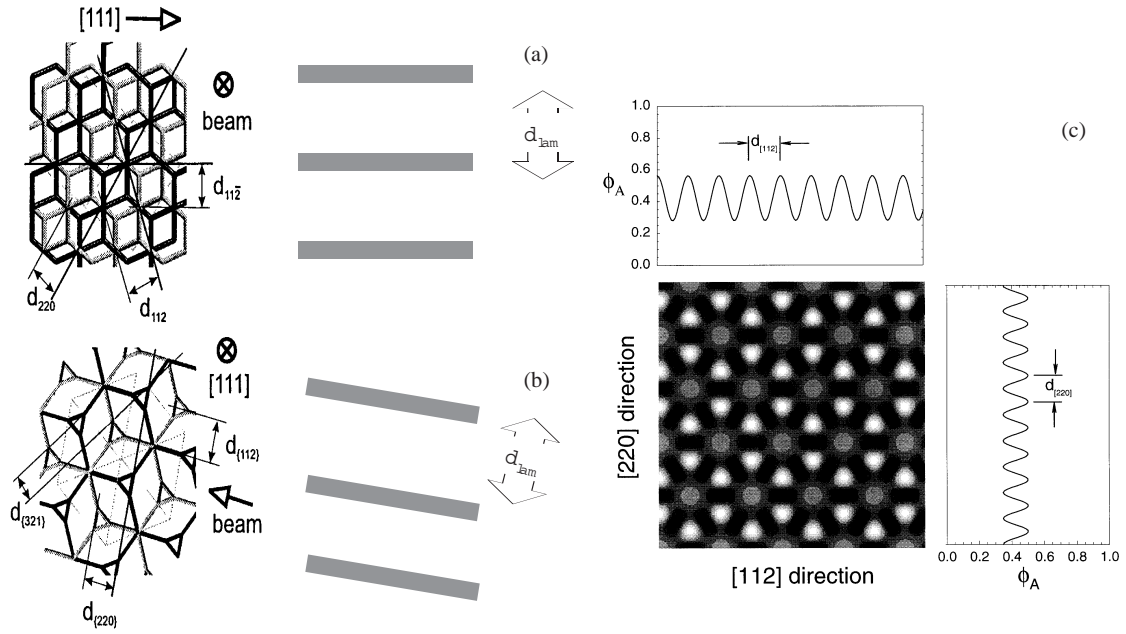 [111]
beam
d112̄
d220
d112
(a)
dlam
[111]
d{112}
d{321}
beam
d{220}
(b)
dlam
(c)
1.0
0.8
0.6
0.4
0.2
0.0
ϕA
d[112]
[220] direction
[112] direction
d[220]
0.0 0.2 0.4 0.6 0.8 1.0
ϕA